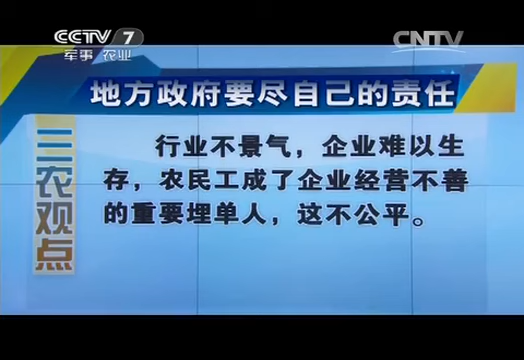 CCTV 7
军事·农业
CNTV
地方政府要尽自己的责任
三农观点
行业不景气，企业难以生
存，农民工成了企业经营不善
的重要埋单人，这不公平。